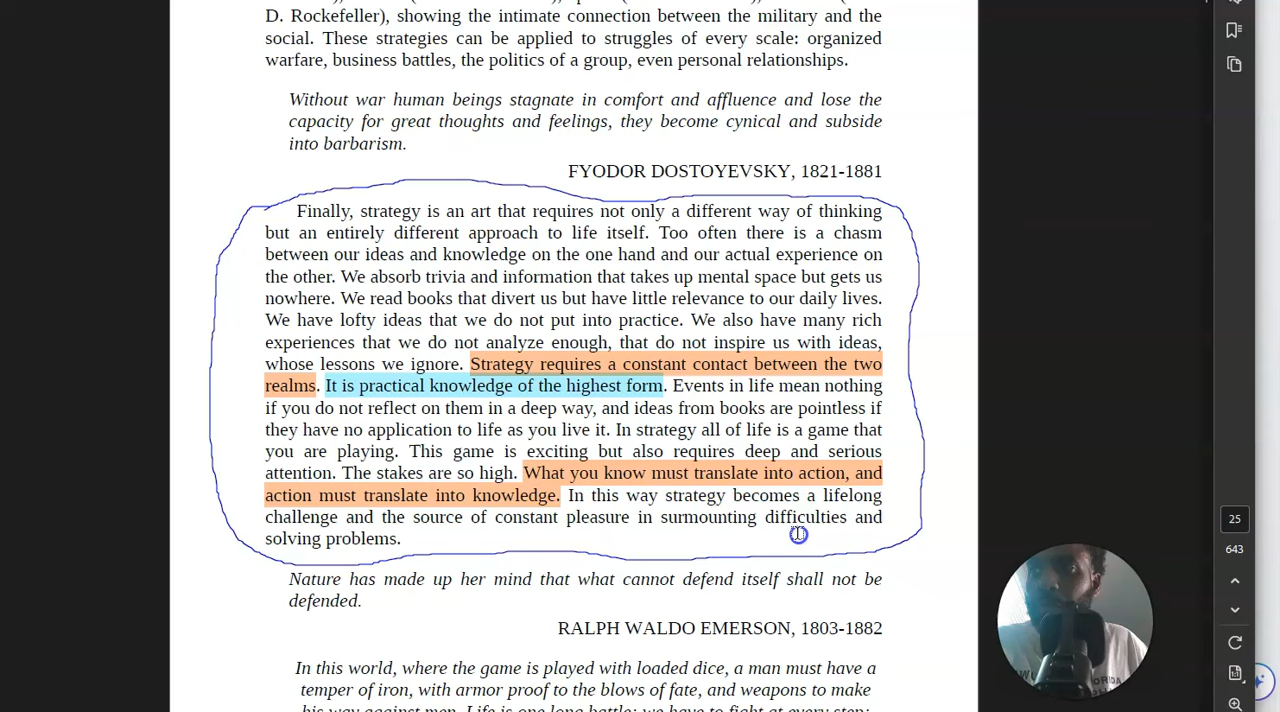 D. Rockefeller), showing the intimate connection between the military and the
social. These strategies can be applied to struggles of every scale: organized
warfare, business battles, the politics of a group, even personal relationships.
Without war human beings stagnate in comfort and affluence and lose the
capacity for great thoughts and feelings, they become cynical and subside
into barbarism.
FYODOR DOSTOYEVSKY, 1821-1881
Finally, strategy is an art that requires not only a different way of thinking
but an entirely different approach to life itself. Too often there is a chasm
between our ideas and knowledge on the one hand and our actual experience on
the other. We absorb trivia and information that takes up mental space but gets us
nowhere. We read books that divert us but have little relevance to our daily lives.
We have lofty ideas that we do not put into practice. We also have many rich
experiences that we do not analyze enough, that do not inspire us with ideas,
whose lessons we ignore. Strategy requires a constant contact between the two
realms. It is practical knowledge of the highest form. Events in life mean nothing
if you do not reflect on them in a deep way, and ideas from books are pointless if
they have no application to life as you live it. In strategy all of life is a game that
you are playing. This game is exciting but also requires deep and serious
attention. The stakes are so high. What you know must translate into action, and
action must translate into knowledge. In this way strategy becomes a lifelong
challenge and the source of constant pleasure in surmounting difficulties and
solving problems.
Nature has made up her mind that what cannot defend itself shall not be
defended.
RALPH WALDO EMERSON, 1803-1882
In this world, where the game is played with loaded dice, a man must have a
temper of iron, with armor proof to the blows of fate, and weapons to make
his way against men. Life is one long battle; we have to fight at every step;
25
643